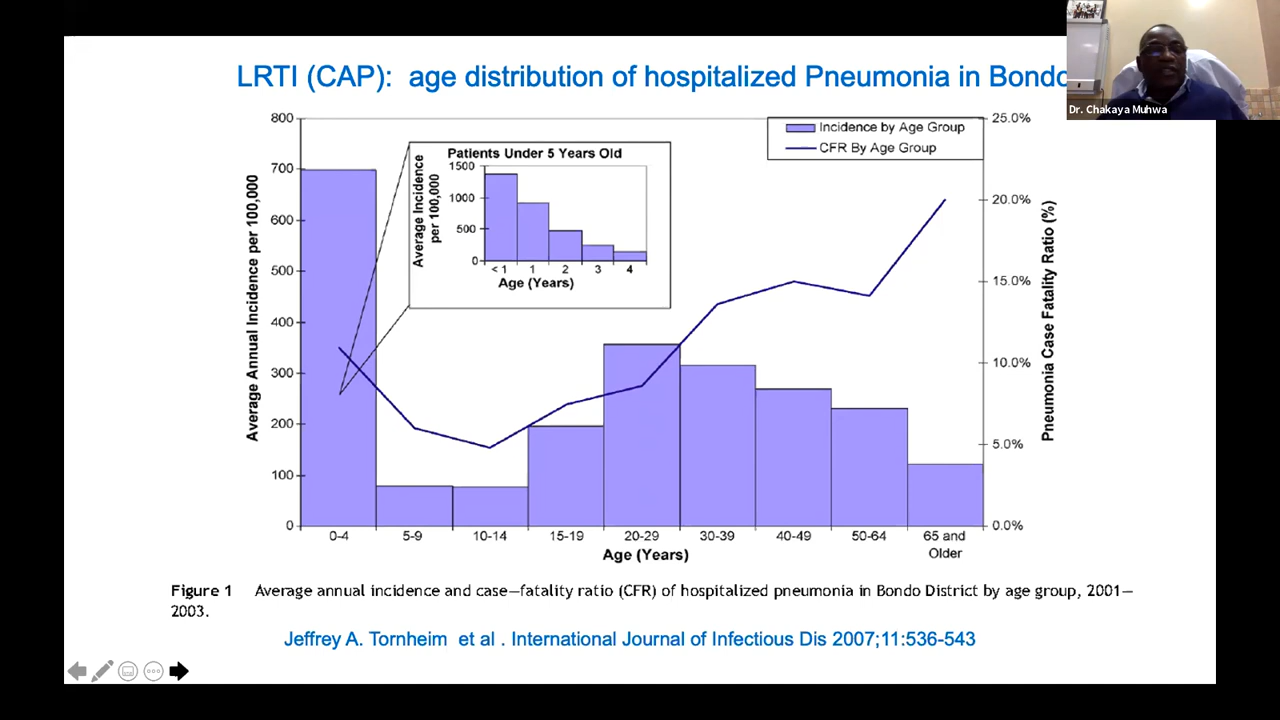 LRTI (CAP): age distribution of hospitalized Pneumonia in Bondo
Dr. Chakaya Muhwa
800
700
600
500
400
300
200
100
0
Average Annual Incidence per 100,000
Patients Under 5 Years Old
1500
1000
500
0
Average Incidence
per 100,000
< 1
1
2
3
4
Age (Years)
Incidence by Age Group
CFR By Age Group
25.0%
20.0%
15.0%
10.0%
5.0%
0.0%
Pneumonia Case Fatality Ratio (%)
0-4
5-9
10-14
15-19
20-29
30-39
40-49
50-64
65 and
Older
Age (Years)
Figure 1 Average annual incidence and case—fatality ratio (CFR) of hospitalized pneumonia in Bondo District by age group, 2001—
2003.
Jeffrey A. Tornheim et al . International Journal of Infectious Dis 2007;11:536-543